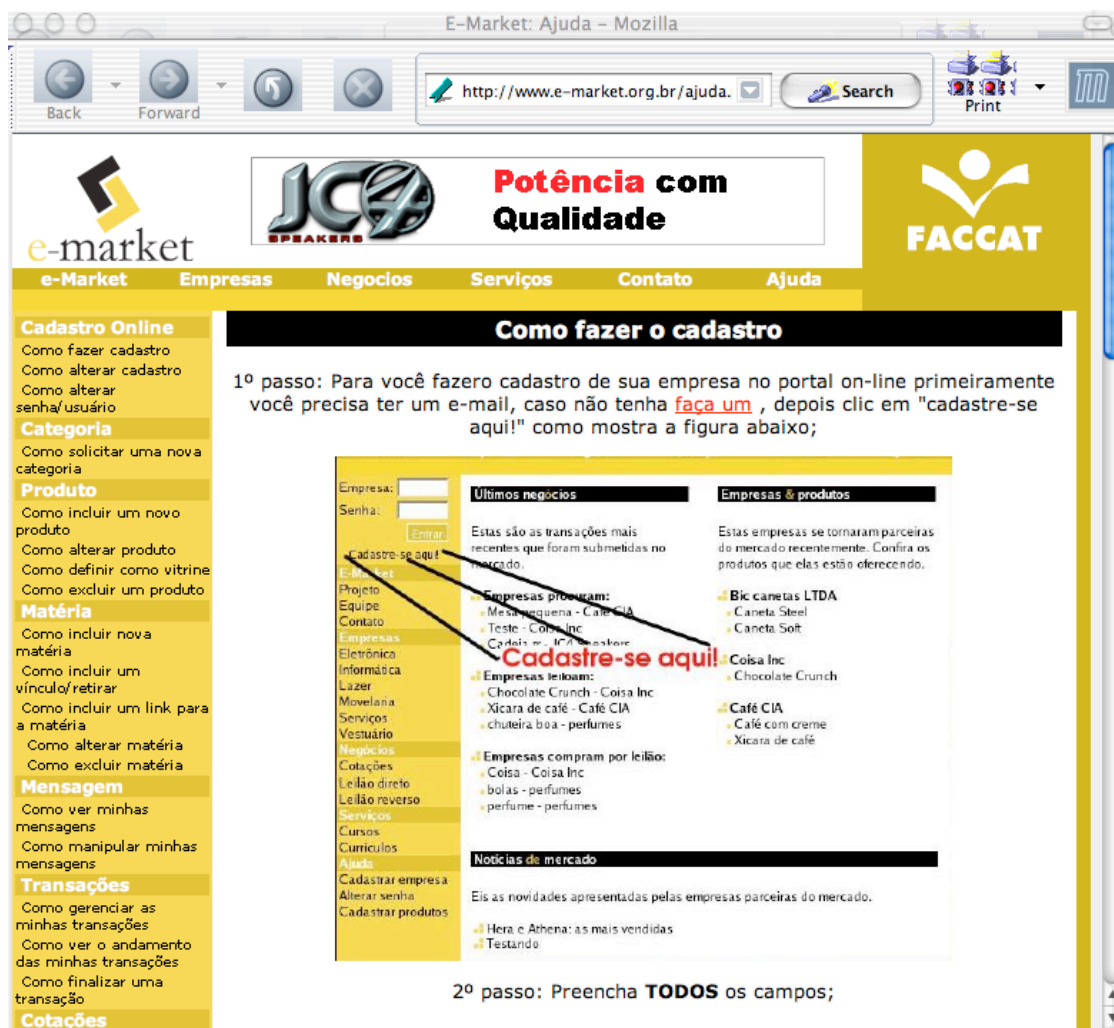 E-Market: Ajuda – Mozilla
Back
Forward
http://www.e-market.org.br/ajuda.
Search
Print
m
e-market
JC4
SPEAKERS
Potência com
Qualidade
FACCAT
e-Market Empresas Negocios Serviços Contato Ajuda
Cadastro Online
Como fazer cadastro
Como alterar cadastro
Como alterar
senha/usuário
Categoria
Como solicitar uma nova
categoria
Produto
Como incluir um novo
produto
Como alterar produto
Como definir como vitrine
Como excluir um produto
Matéria
Como incluir nova
matéria
Como incluir um
vínculo/retirar
Como incluir um link para
a matéria
Como alterar matéria
Como excluir matéria
Mensagem
Como ver minhas
mensagens
Como manipular minhas
mensagens
Transações
Como gerenciar as
minhas transações
Como ver o andamento
das minhas transações
Como finalizar uma
transação
Cotações
Como fazer o cadastro
1º passo: Para você fazero cadastro de sua empresa no portal on-line primeiramente
você precisa ter um e-mail, caso não tenha faça um , depois clic em "cadastre-se
aqui!" como mostra a figura abaixo;
Empresa:
Senha:
Entrar
Cadastre-se aqui!
E-Market
Projeto
Equipe
Contato
Empresas
Eletrônica
Informática
Lazer
Movelaria
Serviços
Vestuário
Negócios
Cotações
Leilão direto
Leilão reverso
Serviços
Cursos
Curriculos
Ajuda
Cadastrar empresa
Alterar senha
Cadastrar produtos
Últimos negócios
Estas são as transações mais
recentes que foram submetidas no
mercado.
Empresas procuram:
Mesa pequena - Café CIA
Teste - Coisa Inc
Cadastre-se aqui!
Empresas leiloam:
Chocolate Crunch - Coisa Inc
Xicara de café - Café CIA
chuteira boa - perfumes
Empresas compram por leilão:
Coisa - Coisa Inc
bolas - perfumes
perfume - perfumes
Empresas & produtos
Estas empresas se tornaram parceiras
do mercado recentemente. Confira os
produtos que elas estão oferecendo.
Bic canetas LTDA
Caneta Steel
Caneta Soft
Coisa Inc
Chocolate Crunch
Café CIA
Café com creme
Xicara de café
Noticias de mercado
Eis as novidades apresentadas pelas empresas parceiras do mercado.
Hera e Athena: as mais vendidas
Testando
2º passo: Preencha TODOS os campos;